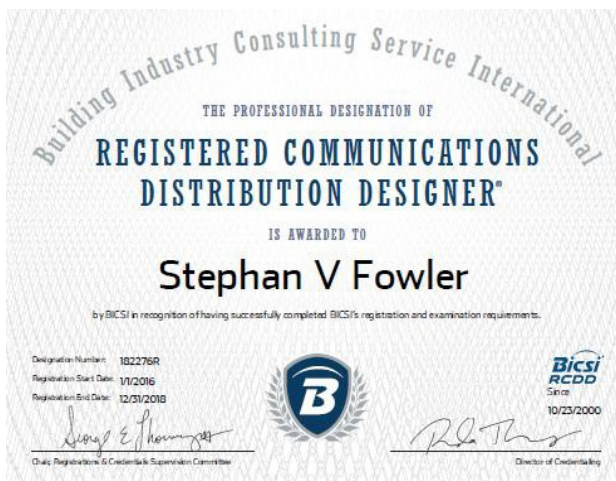 Building Industry Consulting Service International
THE PROFESSIONAL DESIGNATION OF
REGISTERED COMMUNICATIONS
DISTRIBUTION DESIGNER®
IS AWARDED TO
Stephan V Fowler
by BICSI in recognition of having successfully completed BICSI's registration and examination requirements.
Designation Number: 182276R
Registration Start Date: 1/1/2016
Registration End Date: 12/31/2018
B
Bicsi
RCDD
Since
10/23/2000
Chair, Registrations & Credentials Supervision Committee
Director of Credentialing